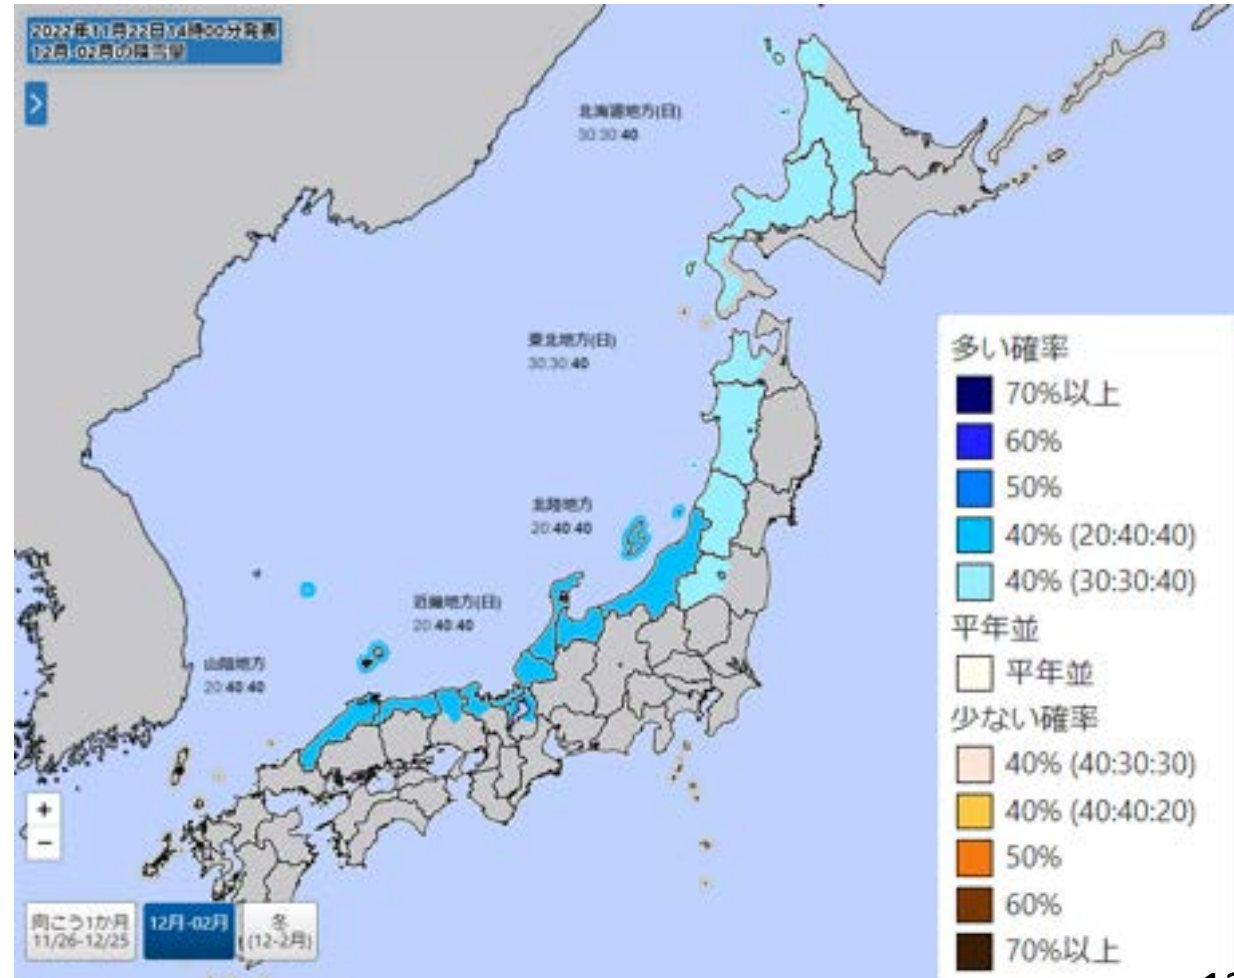 2022年11月22日14時00分発表
12月-02月の降雪量
>
北海道地方(日)
30:30:40
東北地方(日)
30:30:40
北陸地方
20:40:40
近畿地方(日)
20:40:40
山陰地方
20:40:40
多い確率
70%以上
60%
50%
40% (20:40:40)
40% (30:30:40)
平年並
平年並
少ない確率
40% (40:30:30)
40% (40:40:20)
50%
60%
70%以上
+
−
向こう1か月
11/26-12/25
12月-02月
冬
(12-2月)